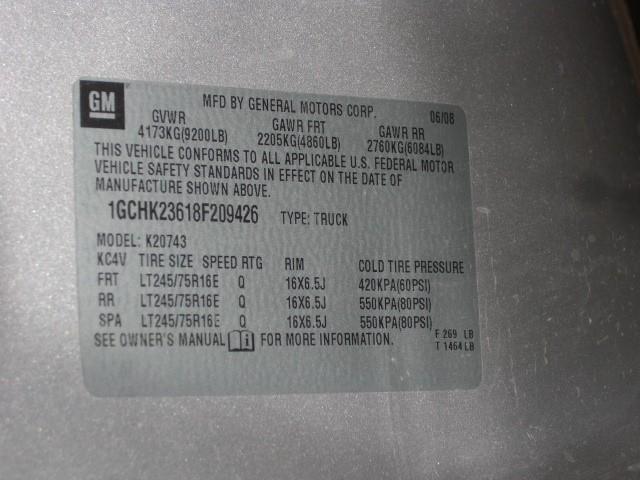 GM MFD BY GENERAL MOTORS CORP. 06/08
GVWR GAWR FRT GAWR RR
4173KG(9200LB) 2205KG(4860LB) 2760KG(6084LB)
THIS VEHICLE CONFORMS TO ALL APPLICABLE U.S. FEDERAL MOTOR
VEHICLE SAFETY STANDARDS IN EFFECT ON THE DATE OF
MANUFACTURE SHOWN ABOVE.
1GCHK23618F209426 TYPE: TRUCK
MODEL: K20743
KC4V TIRE SIZE SPEED RTG RIM COLD TIRE PRESSURE
FRT LT245/75R16E Q 16X6.5J 420KPA(60PSI)
RR LT245/75R16E Q 16X6.5J 550KPA(80PSI)
SPA LT245/75R16E Q 16X6.5J 550KPA(80PSI)
SEE OWNER'S MANUAL i FOR MORE INFORMATION.
F 269 LB
T 1464 LB